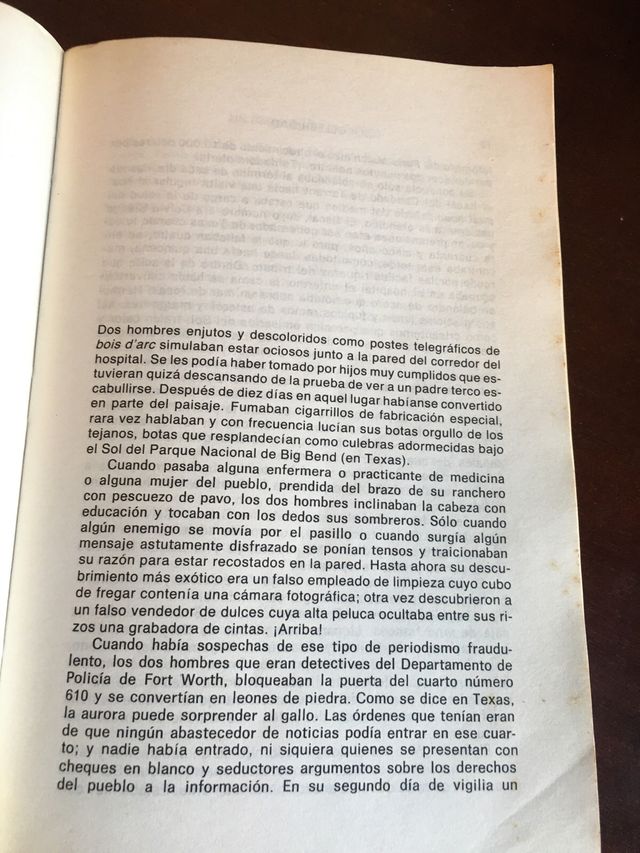 Dos hombres enjutos y descoloridos como postes telegráficos de
bois d'arc simulaban estar ociosos junto a la pared del corredor del
hospital. Se les podía haber tomado por hijos muy cumplidos que es-
tuvieran quizá descansando de la prueba de ver a un padre terco es-
cabullirse. Después de diez días en aquel lugar habíanse convertido
en parte del paisaje. Fumaban cigarrillos de fabricación especial,
rara vez hablaban y con frecuencia lucían sus botas orgullo de los
tejanos, botas que resplandecían como culebras adormecidas bajo
el Sol del Parque Nacional de Big Bend (en Texas).
Cuando pasaba alguna enfermera o practicante de medicina
o alguna mujer del pueblo, prendida del brazo de su ranchero
con pescuezo de pavo, los dos hombres inclinaban la cabeza con
educación y tocaban con los dedos sus sombreros. Sólo cuando
algún enemigo se movía por el pasillo o cuando surgía algún
mensaje astutamente disfrazado se ponían tensos y traicionaban
su razón para estar recostados en la pared. Hasta ahora su descu-
brimiento más exótico era un falso empleado de limpieza cuyo cubo
de fregar contenía una cámara fotográfica; otra vez descubrieron a
un falso vendedor de dulces cuya alta peluca ocultaba entre sus ri-
zos una grabadora de cintas. ¡Arriba!
Cuando había sospechas de ese tipo de periodismo fraudu-
lento, los dos hombres que eran detectives del Departamento de
Policía de Fort Worth, bloqueaban la puerta del cuarto número
610 y se convertían en leones de piedra. Como se dice en Texas,
la aurora puede sorprender al gallo. Las órdenes que tenían eran
de que ningún abastecedor de noticias podía entrar en ese cuar-
to; y nadie había entrado, ni siquiera quienes se presentan con
cheques en blanco y seductores argumentos sobre los derechos
del pueblo a la información. En su segundo día de vigilia un